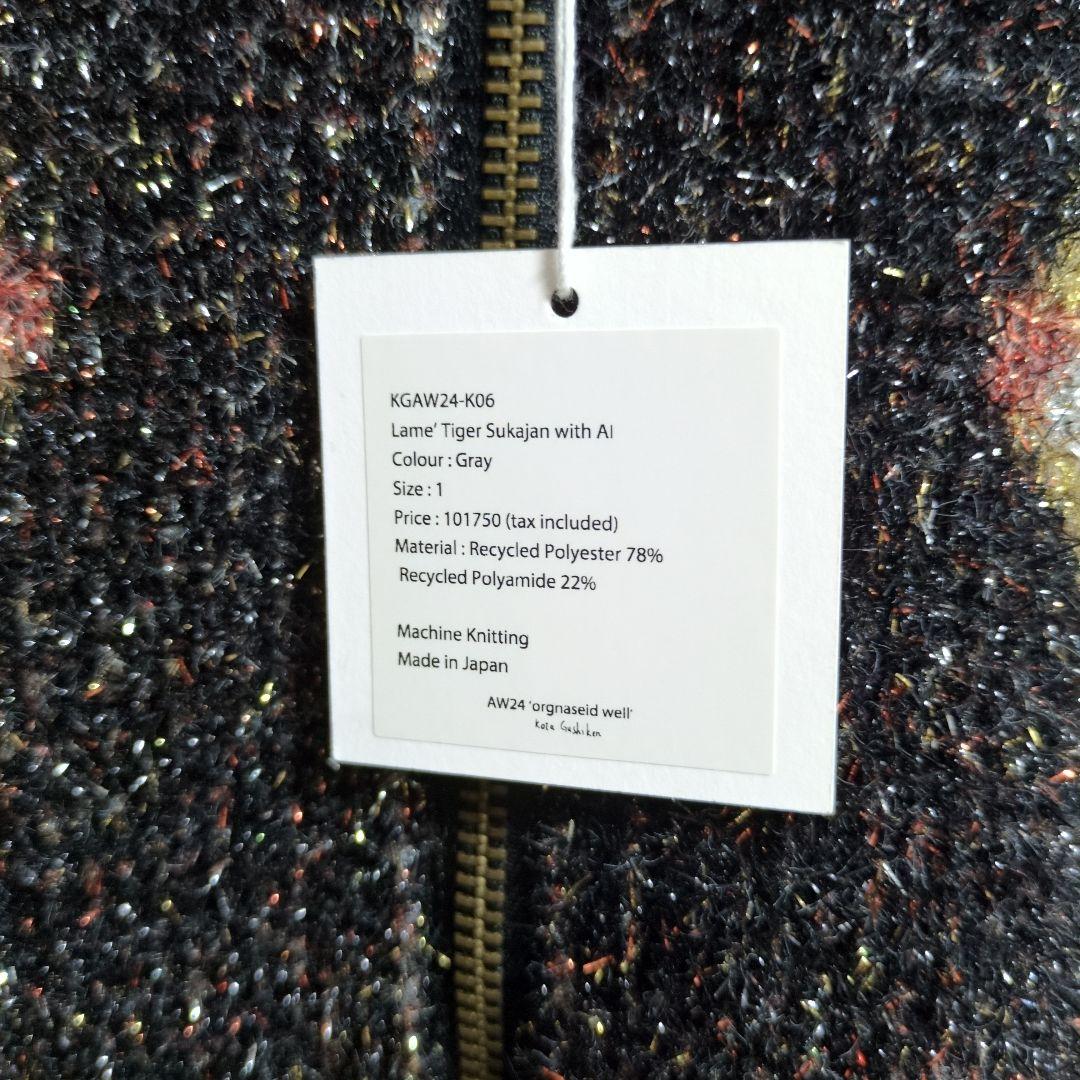 KGAW24-K06
Lame' Tiger Sukajan with AI
Colour : Gray
Size : 1
Price : 101750 (tax included)
Material : Recycled Polyester 78%
Recycled Polyamide 22%
Machine Knitting
Made in Japan
AW24 'orgnaseid well'
Kota Gushiken